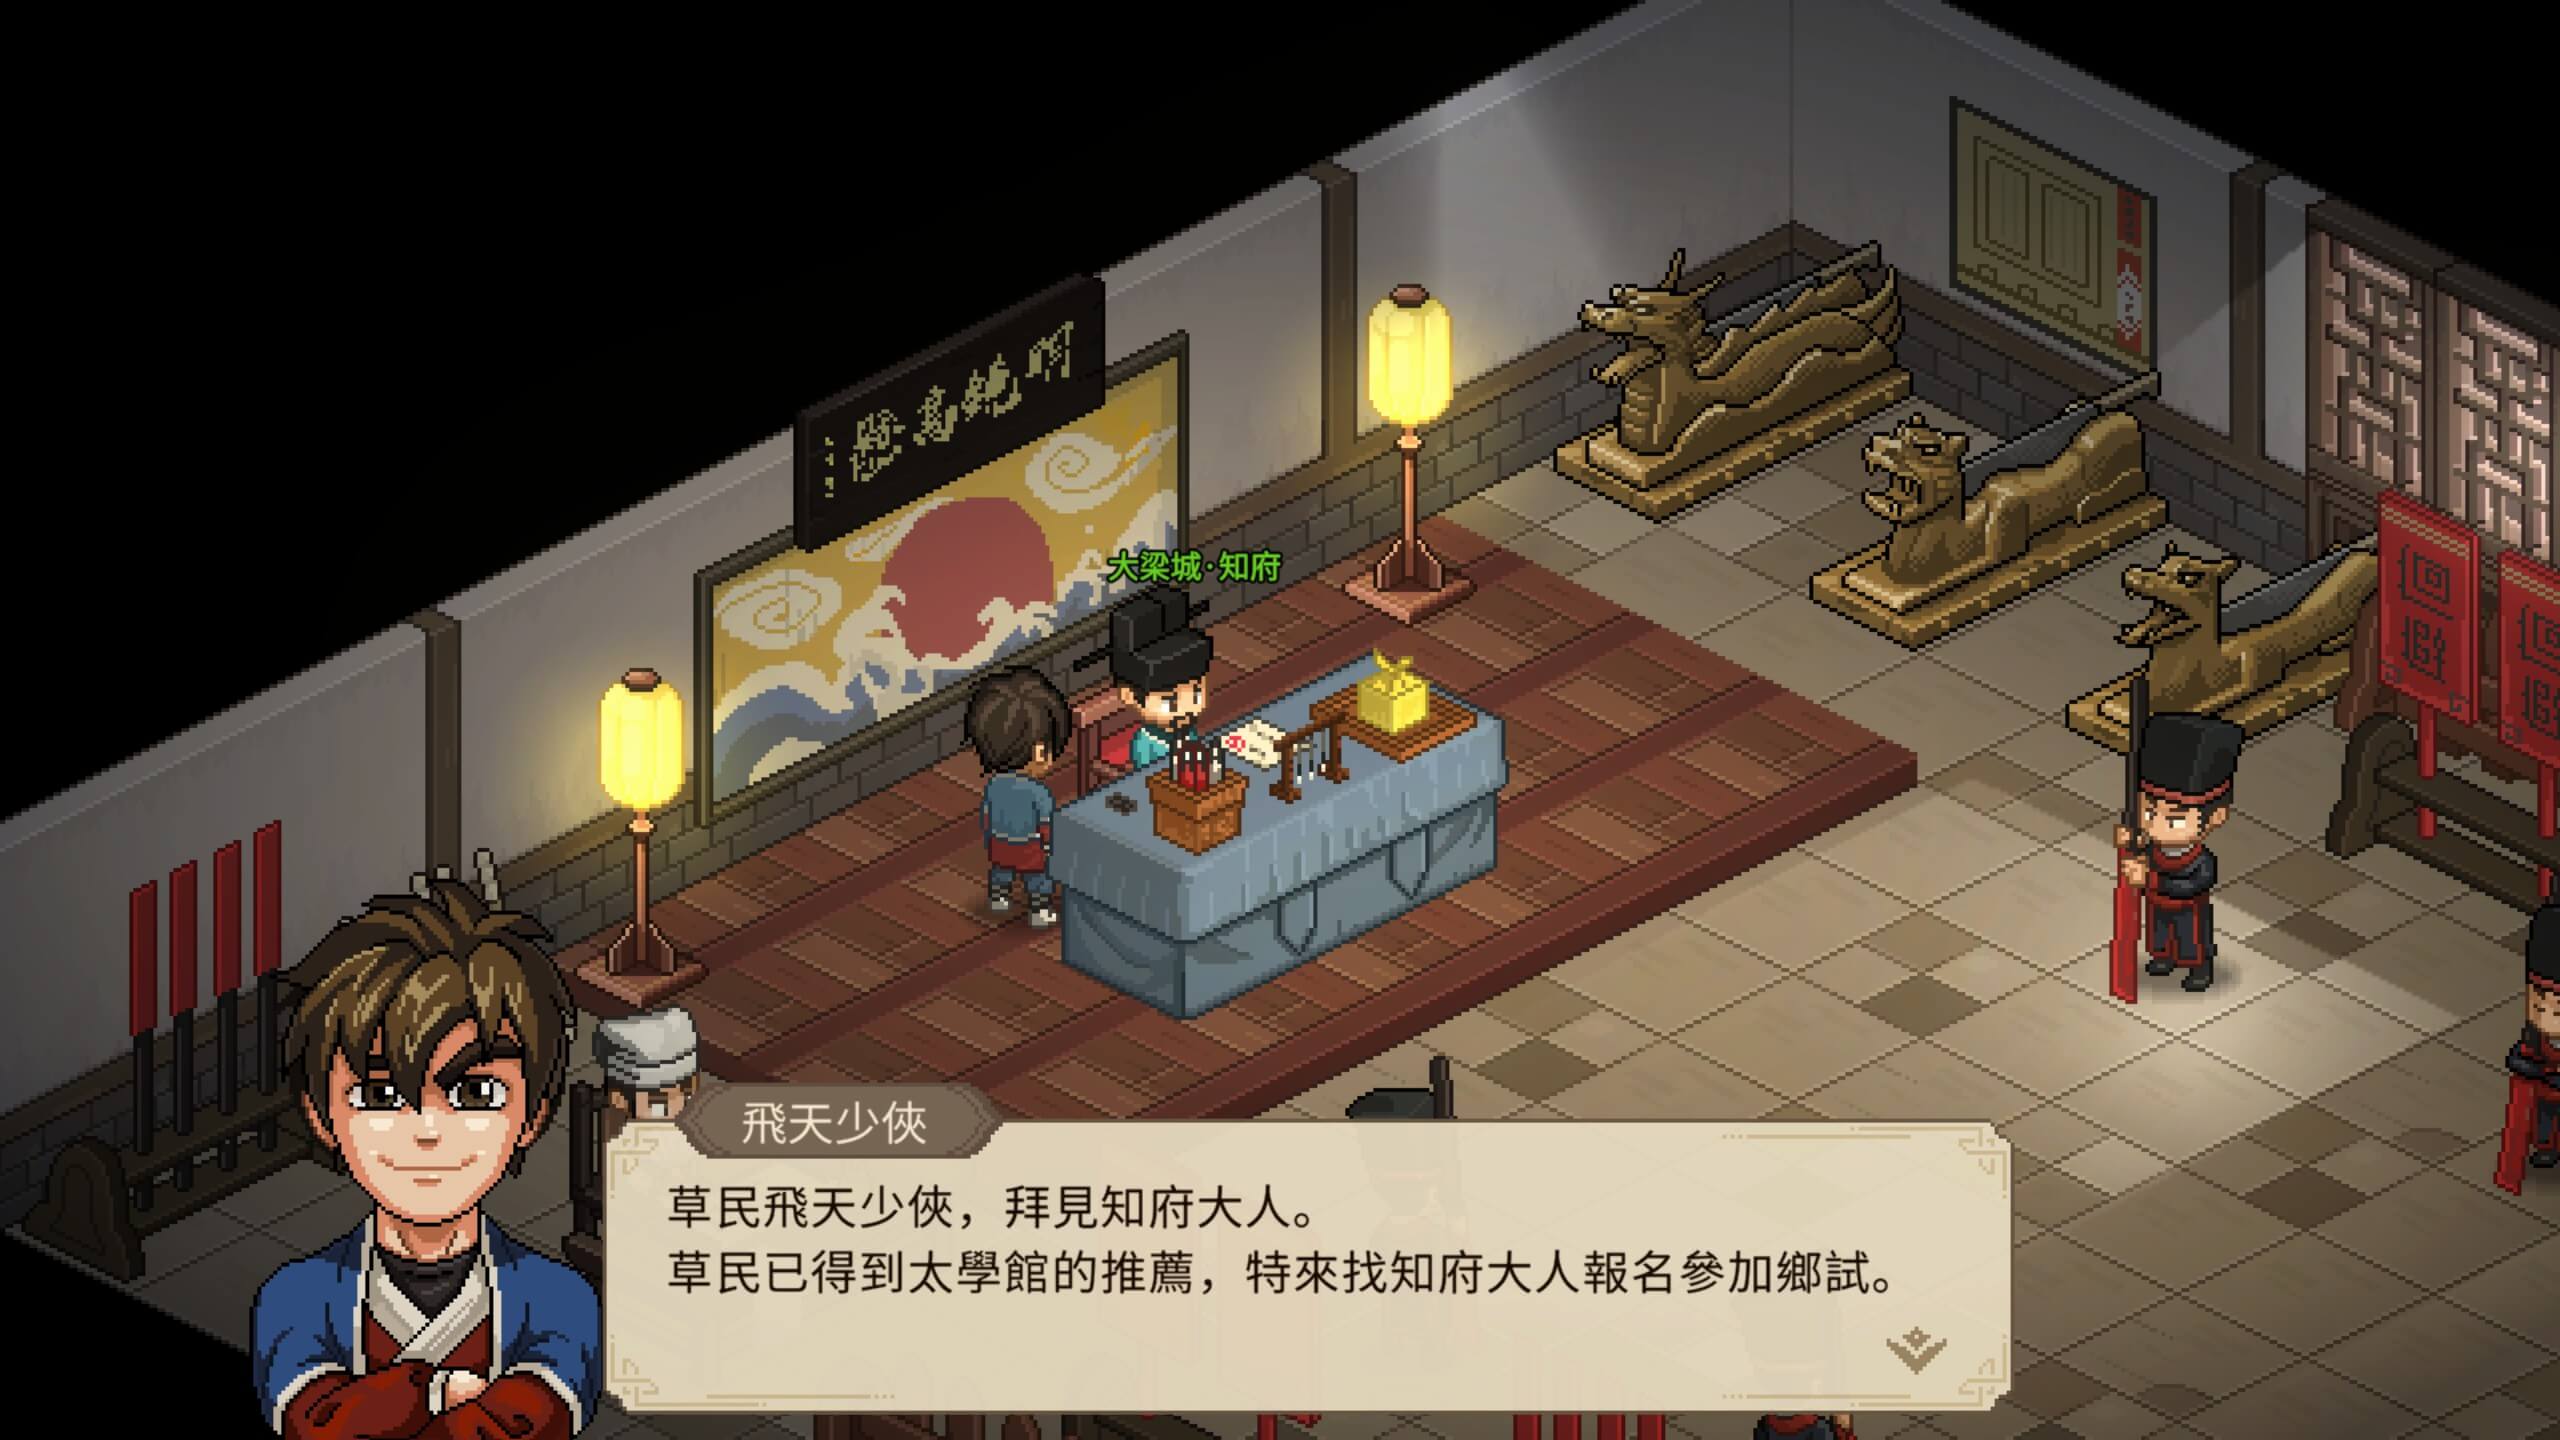 大梁城·知府
飛天少俠
草民飛天少俠，拜見知府大人。
草民已得到太學館的推薦，特來找知府大人報名參加鄉試。